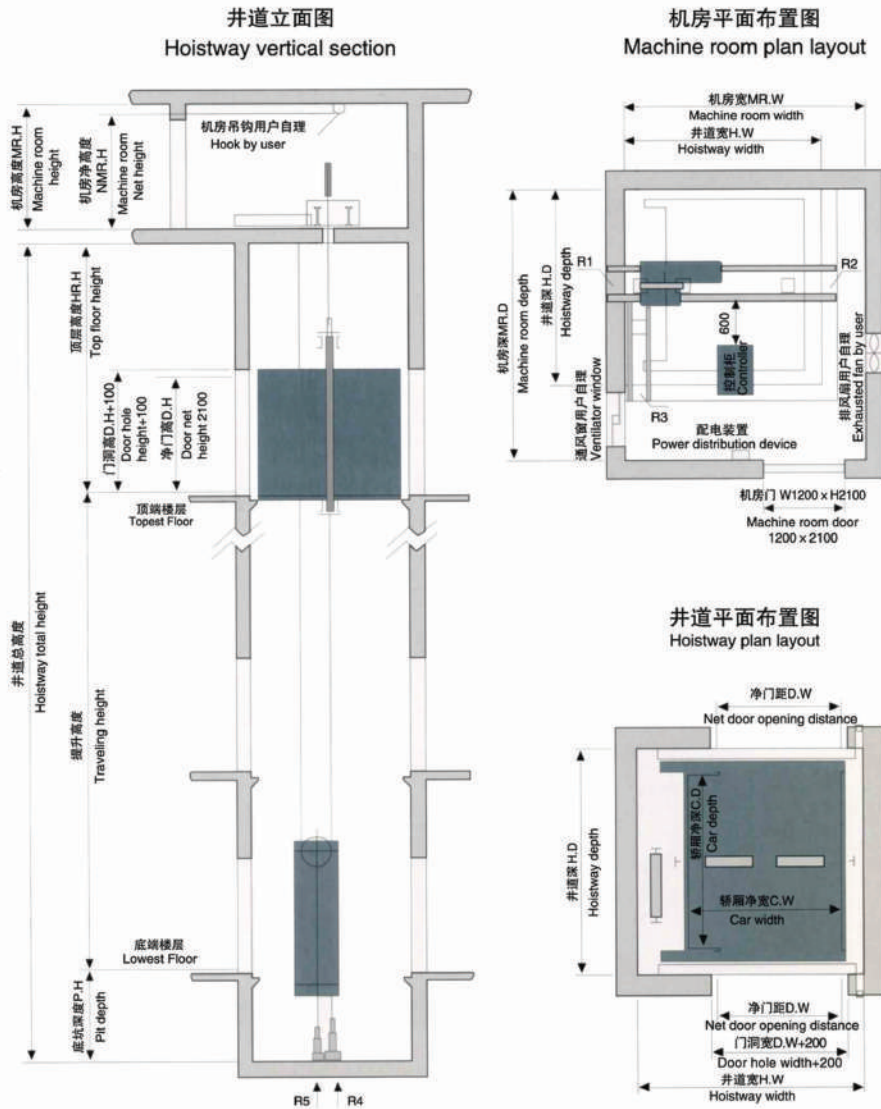 井道立面图
Hoistway vertical section
机房高度MR.H
Machine room
height
机房净高度
NMR.H
Machine room
Net height
机房吊钩用户自理
Hook by user
顶层高度HR.H
Top floor height
门洞高D.H+100
Door hole
height+100
净门高D.H
Door net
height 2100
顶端楼层
Topest Floor
井道总高度
Hoistway total height
提升高度
Traveling height
底端楼层
Lowest Floor
底坑深度P.H
Pit depth
R5
R4
机房平面布置图
Machine room plan layout
机房宽MR.W
Machine room width
井道宽H.W
Hoistway width
机房深MR.D
Machine room depth
井道深H.D
Hoistway depth
R1
R2
600
控制柜
Controller
R3
通风窗用户自理
Ventilator window
排风扇用户自理
Exhausted fan by user
配电装置
Power distribution device
机房门 W1200 x H2100
Machine room door
1200 x 2100
井道平面布置图
Hoistway plan layout
净门距D.W
Net door opening distance
井道深H.D
Hoistway depth
轿厢净深C.D
Car depth
轿厢净宽C.W
Car width
净门距D.W
Net door opening distance
门洞宽D.W+200
Door hole width+200
井道宽H.W
Hoistway width